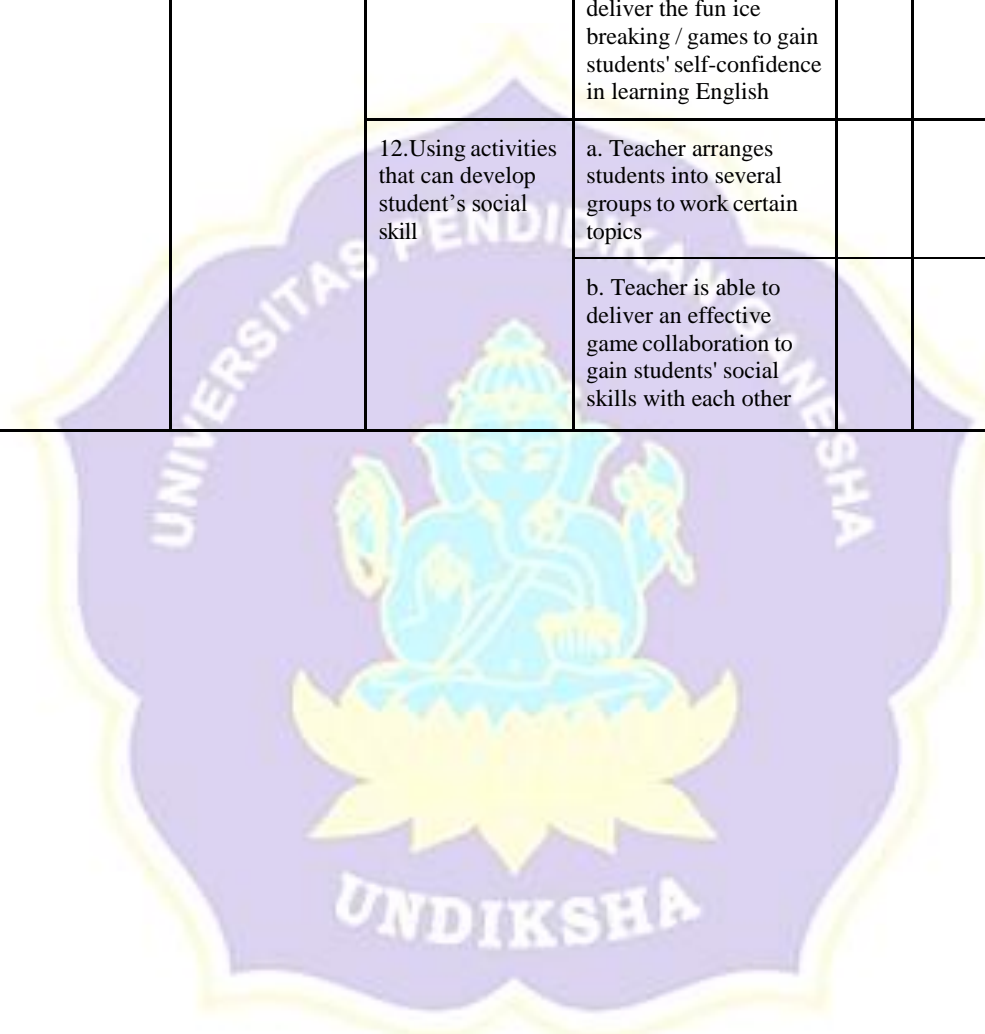 deliver the fun ice
breaking / games to gain
students' self-confidence
in learning English
12.Using activities
that can develop
student’s social
skill
a. Teacher arranges
students into several
groups to work certain
topics
b. Teacher is able to
deliver an effective
game collaboration to
gain students' social
skills with each other
UNIVERSITAS PENDIDIKAN GANESHA
UNDIKSHA